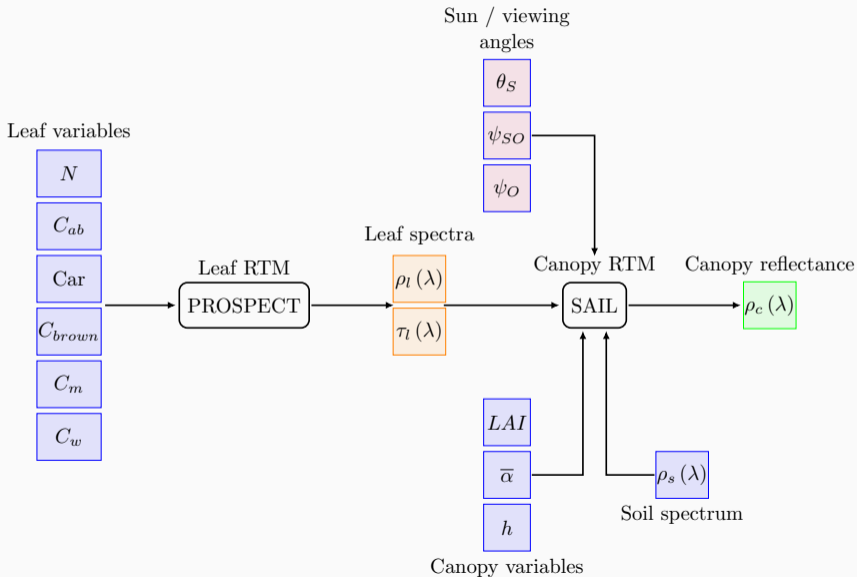 Sun / viewing
angles
θ_S
ψ_SO
ψ_O
Leaf variables
N
C_ab
Car
C_brown
C_m
C_w
Leaf RTM
PROSPECT
Leaf spectra
ρ_l (λ)
τ_l (λ)
Canopy RTM
SAIL
Canopy reflectance
ρ_c (λ)
LAI
α̅
h
Canopy variables
ρ_s (λ)
Soil spectrum